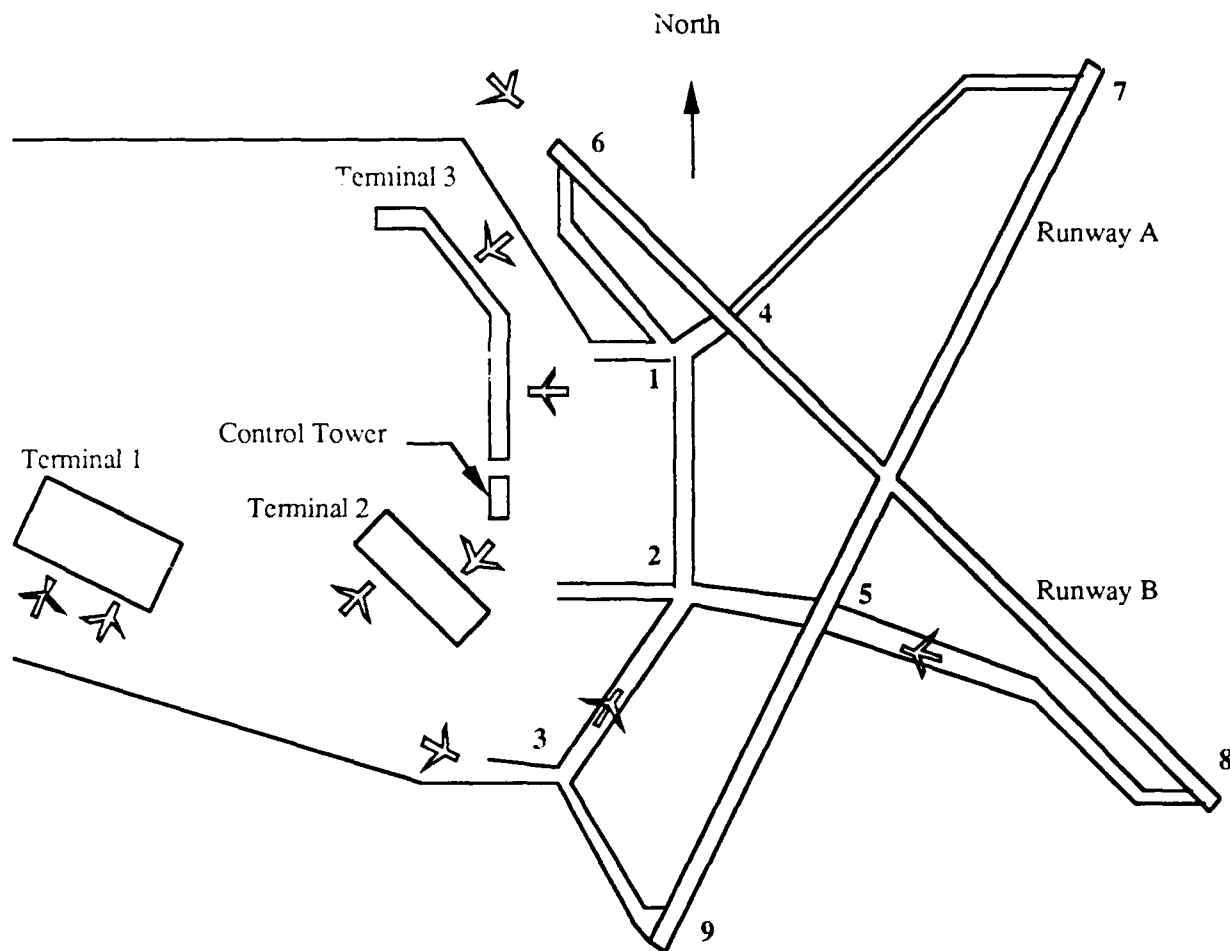 North
7
6
Terminal 3
Runway A
4
1
Control Tower
Terminal 1
Terminal 2
2
Runway B
5
3
8
9